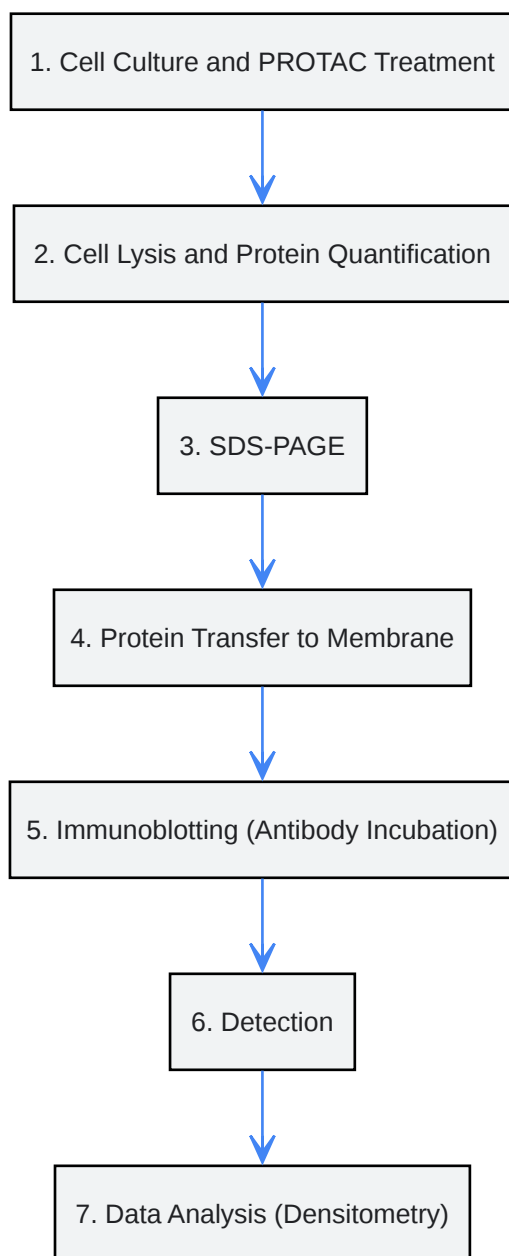 1. Cell Culture and PROTAC Treatment
2. Cell Lysis and Protein Quantification
3. SDS-PAGE
4. Protein Transfer to Membrane
5. Immunoblotting (Antibody Incubation)
6. Detection
7. Data Analysis (Densitometry)